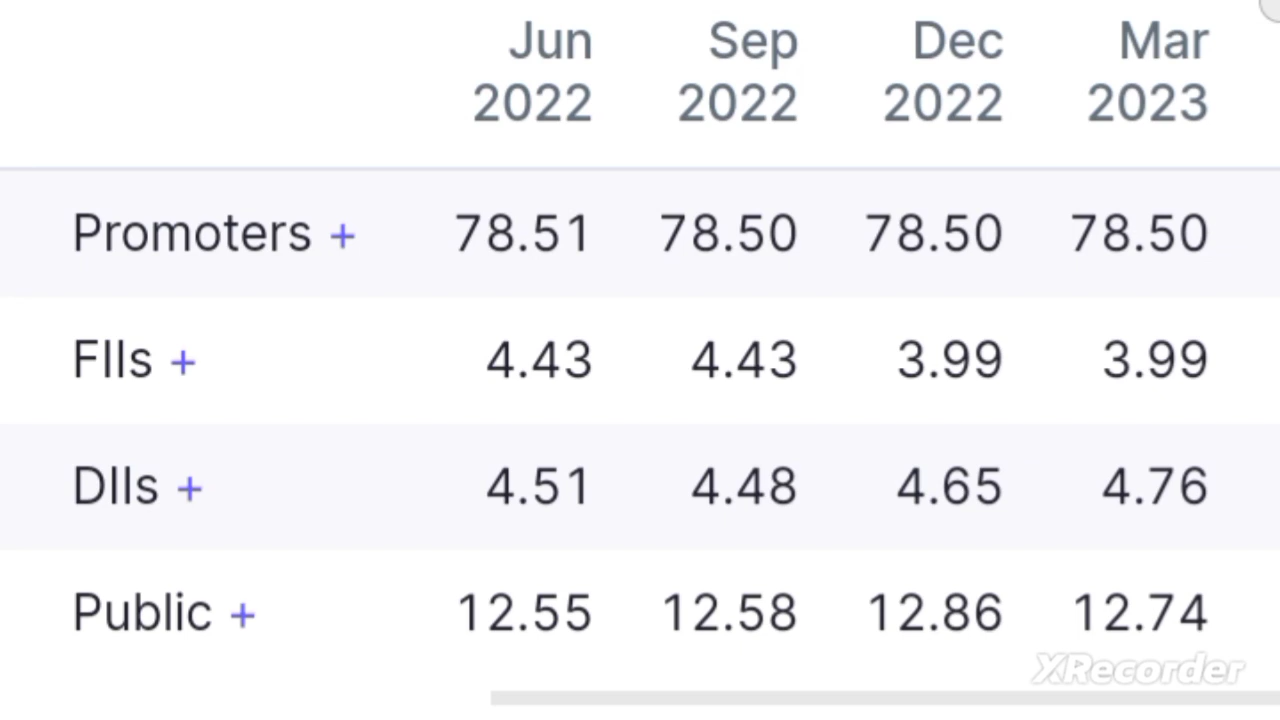 Jun Sep Dec Mar
2022 2022 2022 2023
Promoters + 78.51 78.50 78.50 78.50
FIIs + 4.43 4.43 3.99 3.99
DIIs + 4.51 4.48 4.65 4.76
Public + 12.55 12.58 12.86 12.74
XRecorder